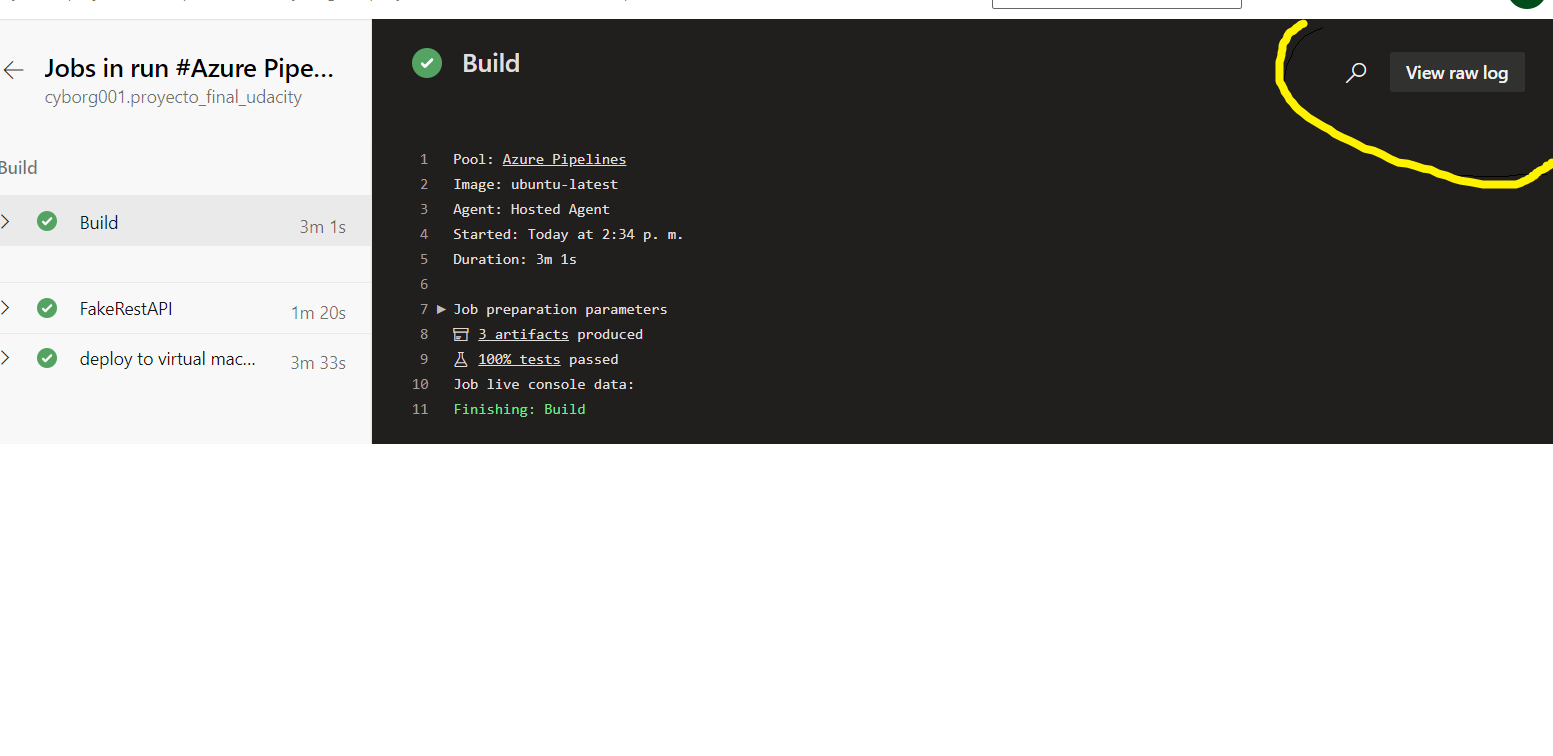 Jobs in run #Azure Pipe...
cyborg001.proyecto_final_udacity
Build
Build 3m 1s
FakeRestAPI 1m 20s
deploy to virtual mac... 3m 33s
Build
View raw log
1 Pool: Azure Pipelines
2 Image: ubuntu-latest
3 Agent: Hosted Agent
4 Started: Today at 2:34 p. m.
5 Duration: 3m 1s
6
7 Job preparation parameters
8 3 artifacts produced
9 100% tests passed
10 Job live console data:
11 Finishing: Build